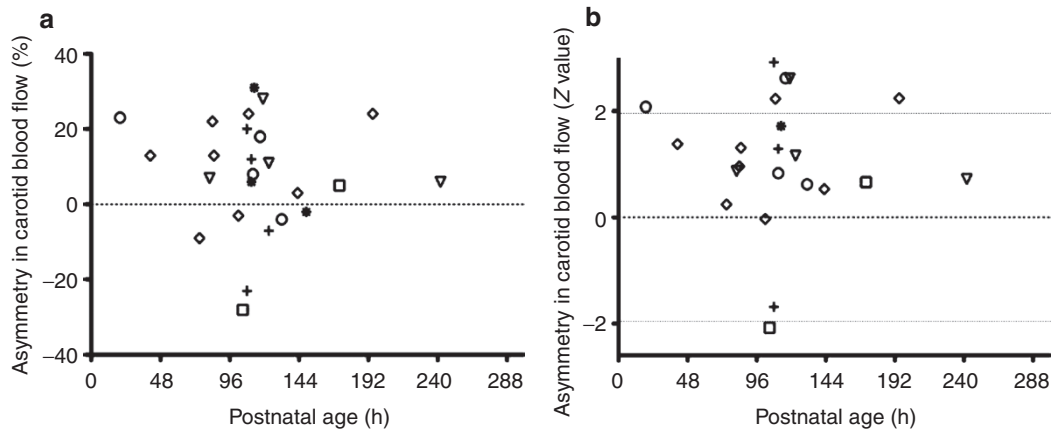 a
Asymmetry in carotid blood flow (%)
40
20
0
−20
−40
0 48 96 144 192 240 288
Postnatal age (h)
b
Asymmetry in carotid blood flow (Z value)
2
0
−2
0 48 96 144 192 240 288
Postnatal age (h)